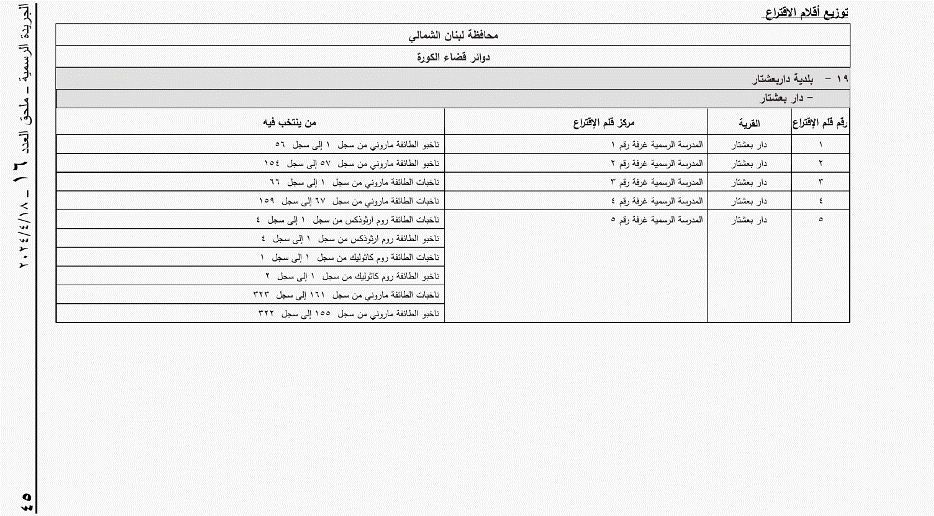 الجريدة الرسمية – ملحق العدد ١٦ – ٢٠٢٤/٤/١٨
توزيع أقلام الاقتراع
محافظة لبنان الشمالي
دوائر قضاء الكورة
١٩ - بلدية داربعشتار
- دار بعشتار
رقم قلم الإقتراع القرية مركز قلم الإقتراع من ينتخب فيه
١ دار بعشتار المدرسة الرسمية غرفة رقم ١ ناخبو الطائفة ماروني من سجل ١ إلى سجل ٥٦
٢ دار بعشتار المدرسة الرسمية غرفة رقم ٢ ناخبو الطائفة ماروني من سجل ٥٧ إلى سجل ١٥٤
٣ دار بعشتار المدرسة الرسمية غرفة رقم ٣ ناخبات الطائفة ماروني من سجل ١ إلى سجل ٦٦
٤ دار بعشتار المدرسة الرسمية غرفة رقم ٤ ناخبات الطائفة ماروني من سجل ٦٧ إلى سجل ١٥٩
٥ دار بعشتار المدرسة الرسمية غرفة رقم ٥ ناخبات الطائفة روم ارثوذكس من سجل ١ إلى سجل ٤
ناخبو الطائفة روم ارثوذكس من سجل ١ إلى سجل ٤
ناخبات الطائفة روم كاثوليك من سجل ١ إلى سجل ١
ناخبو الطائفة روم كاثوليك من سجل ١ إلى سجل ٢
ناخبات الطائفة ماروني من سجل ١٦١ إلى سجل ٣٢٣
ناخبو الطائفة ماروني من سجل ١٥٥ إلى سجل ٣٢٢
٤٥